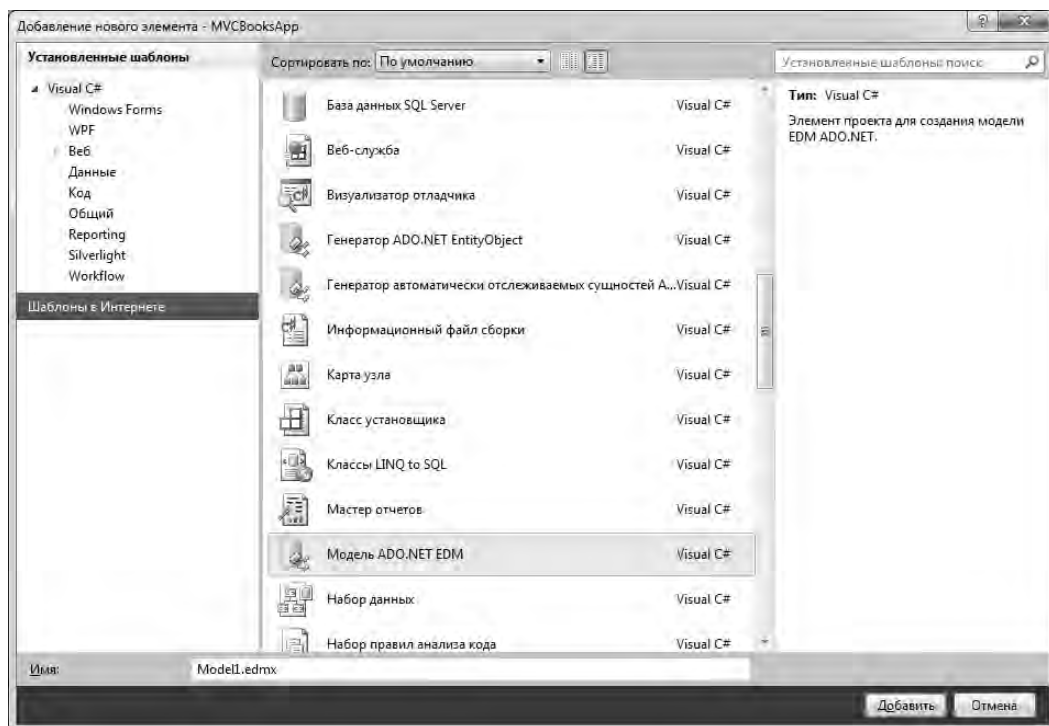 Добавление нового элемента - MVCBooksApp
Установленные шаблоны
Visual C#
Windows Forms
WPF
Веб
Данные
Код
Общий
Reporting
Silverlight
Workflow
Шаблоны в Интернете
Сортировать по: По умолчанию
База данных SQL Server Visual C#
Веб-служба Visual C#
Визуализатор отладчика Visual C#
Генератор ADO.NET EntityObject Visual C#
Генератор автоматически отслеживаемых сущностей A...Visual C#
Информационный файл сборки Visual C#
Карта узла Visual C#
Класс установщика Visual C#
Классы LINQ to SQL Visual C#
Мастер отчетов Visual C#
Модель ADO.NET EDM Visual C#
Набор данных Visual C#
Набор правил анализа кода Visual C#
Установленные шаблоны: поиск
Тип: Visual C#
Элемент проекта для создания модели
EDM ADO.NET.
Имя: Model1.edmx
Добавить Отмена